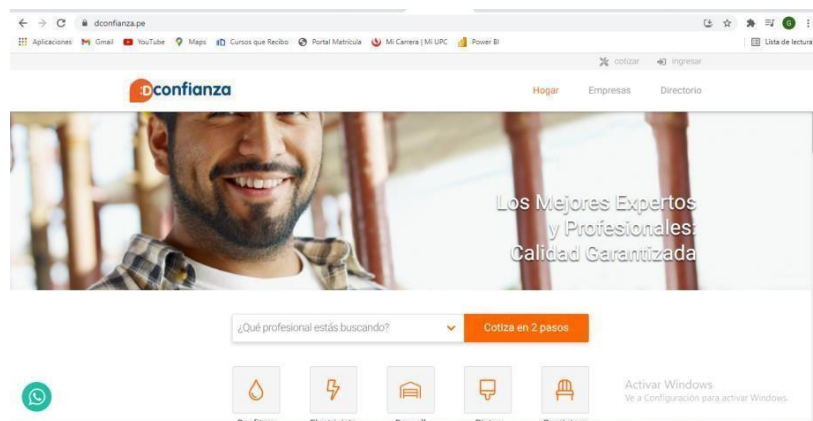 dconfianza.pe
Aplicaciones Gmail YouTube Maps Cursos que Recibo Portal Matrícula Mi Carrera | Mi UPC Power BI Lista de lectura
cotizar ingresar
:Dconfianza
Hogar Empresas Directorio
Los Mejores Expertos
y Profesionales:
Calidad Garantizada
¿Qué profesional estás buscando? Cotiza en 2 pasos
Activar Windows
Ve a Configuración para activar Windows.